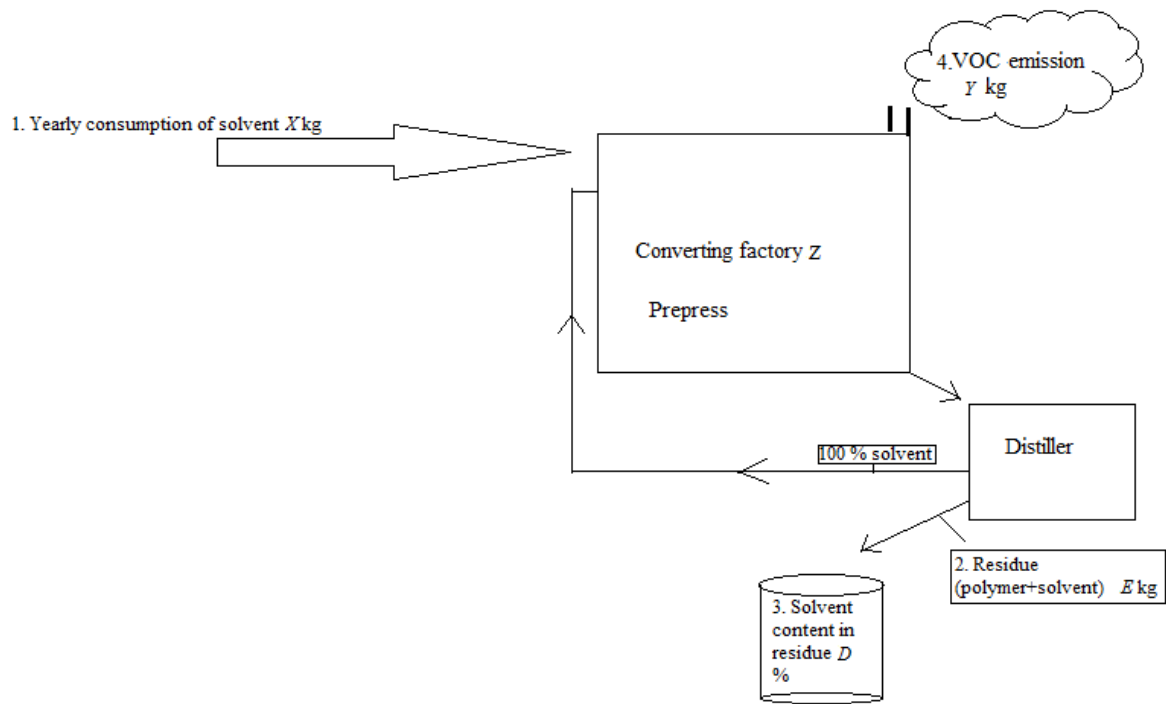 4.VOC emission
Y kg
1. Yearly consumption of solvent X kg
Converting factory Z
Prepress
100 % solvent
Distiller
2. Residue
(polymer+solvent) E kg
3. Solvent
content in
residue D
%